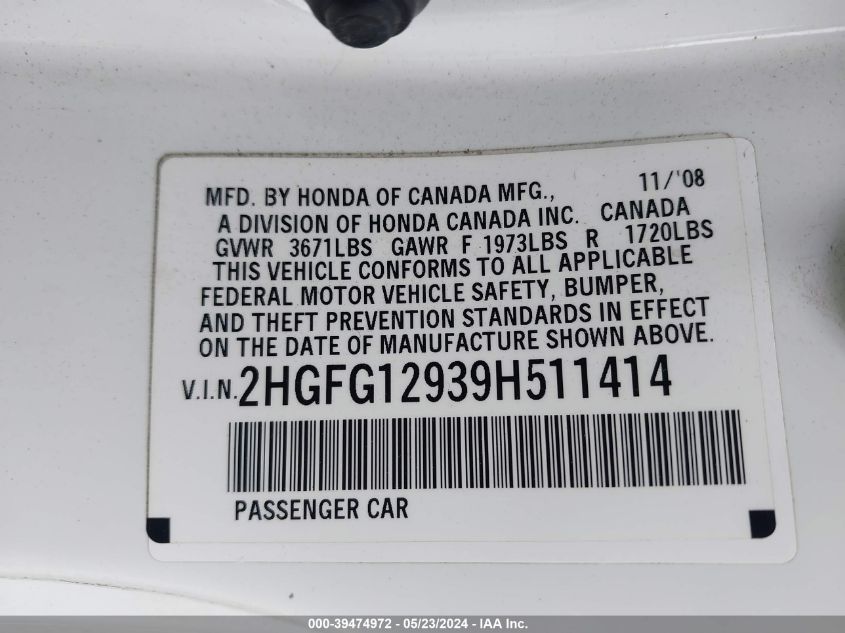 MFD. BY HONDA OF CANADA MFG., 11/'08
A DIVISION OF HONDA CANADA INC. CANADA
GVWR 3671LBS GAWR F 1973LBS R 1720LBS
THIS VEHICLE CONFORMS TO ALL APPLICABLE
FEDERAL MOTOR VEHICLE SAFETY, BUMPER,
AND THEFT PREVENTION STANDARDS IN EFFECT
ON THE DATE OF MANUFACTURE SHOWN ABOVE.
V.I.N. 2HGFG12939H511414
PASSENGER CAR
000-39474972 - 05/23/2024 - IAA Inc.